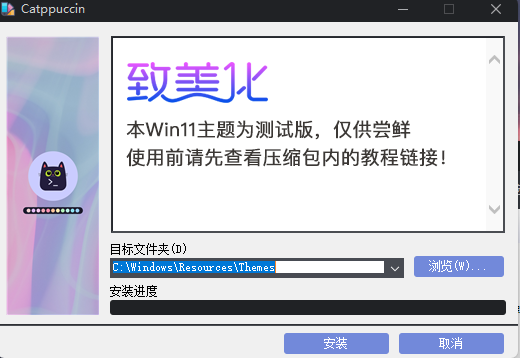 Catppuccin
致美化
本Win11主题为测试版，仅供尝鲜
使用前请先查看压缩包内的教程链接！
目标文件夹(D)
C:\Windows\Resources\Themes
浏览(W)...
安装进度
安装
取消